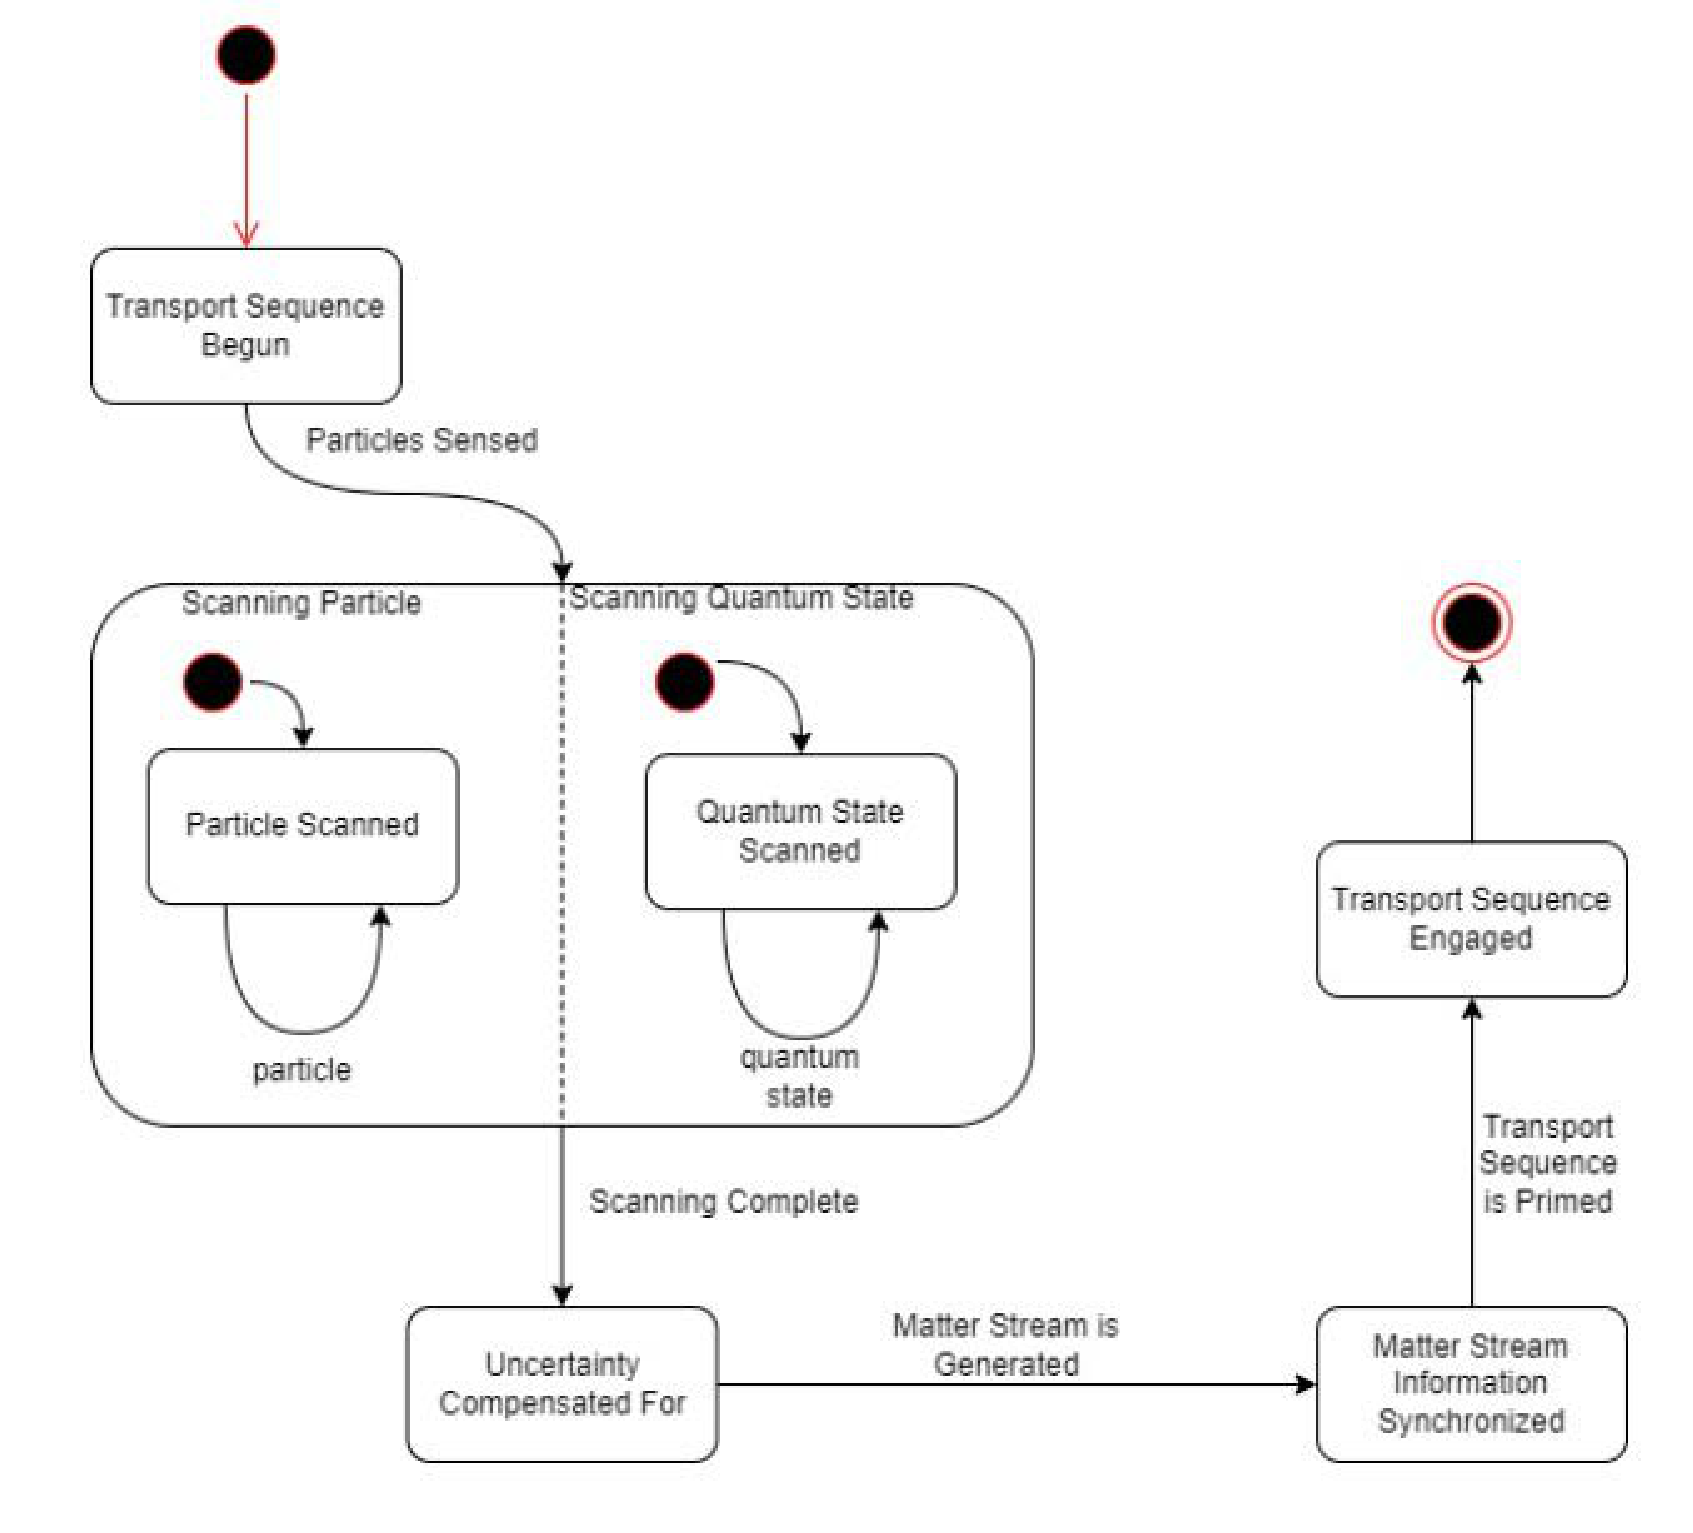 Transport Sequence
Begun
Particles Sensed
Scanning Particle
Scanning Quantum State
Particle Scanned
Quantum State
Scanned
particle
quantum
state
Scanning Complete
Uncertainty
Compensated For
Matter Stream is
Generated
Matter Stream
Information
Synchronized
Transport
Sequence
is Primed
Transport Sequence
Engaged